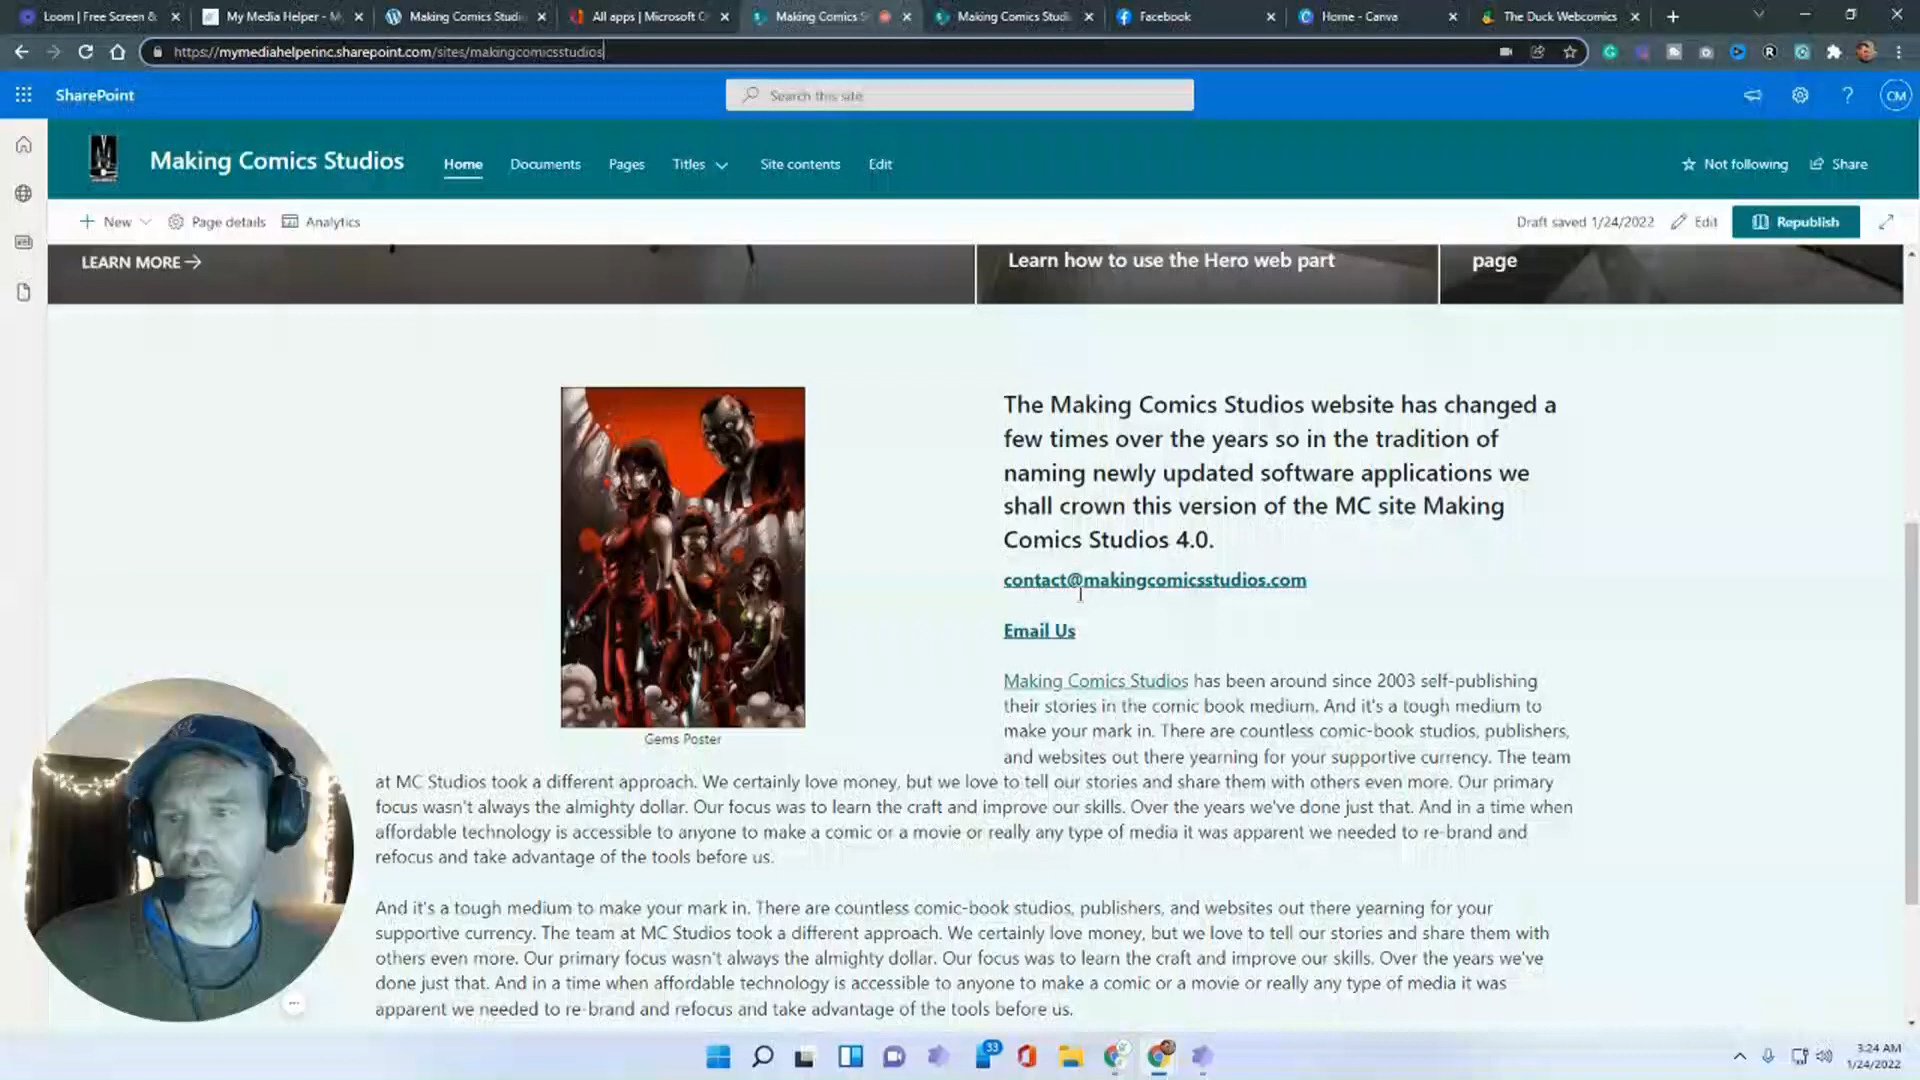 Loom | Free Screen &
My Media Helper - M
Making Comics Studi
All apps | Microsoft O
Making Comics S
Making Comics Studi
Facebook
Home - Canva
The Duck Webcomics
https://mymediahelperinc.sharepoint.com/sites/makingcomicsstudios
SharePoint
Search this site
CM
Making Comics Studios
Home
Documents
Pages
Titles
Site contents
Edit
Not following
Share
New
Page details
Analytics
Draft saved 1/24/2022
Edit
Republish
LEARN MORE →
Learn how to use the Hero web part
page
The Making Comics Studios website has changed a
few times over the years so in the tradition of
naming newly updated software applications we
shall crown this version of the MC site Making
Comics Studios 4.0.
contact@makingcomicsstudios.com
Email Us
Gems Poster
Making Comics Studios has been around since 2003 self-publishing
their stories in the comic book medium. And it's a tough medium to
make your mark in. There are countless comic-book studios, publishers,
and websites out there yearning for your supportive currency. The team
at MC Studios took a different approach. We certainly love money, but we love to tell our stories and share them with others even more. Our primary
focus wasn't always the almighty dollar. Our focus was to learn the craft and improve our skills. Over the years we've done just that. And in a time when
affordable technology is accessible to anyone to make a comic or a movie or really any type of media it was apparent we needed to re-brand and
refocus and take advantage of the tools before us.
And it's a tough medium to make your mark in. There are countless comic-book studios, publishers, and websites out there yearning for your
supportive currency. The team at MC Studios took a different approach. We certainly love money, but we love to tell our stories and share them with
others even more. Our primary focus wasn't always the almighty dollar. Our focus was to learn the craft and improve our skills. Over the years we've
done just that. And in a time when affordable technology is accessible to anyone to make a comic or a movie or really any type of media it was
apparent we needed to re-brand and refocus and take advantage of the tools before us.
33
3:24 AM
1/24/2022